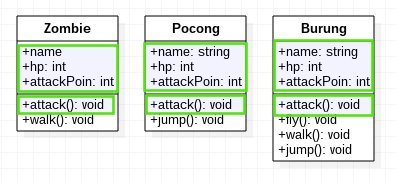 Zombie
+name
+hp: int
+attackPoin: int
+attack(): void
+walk(): void
Pocong
+name: string
+hp: int
+attackPoin: int
+attack(): void
+jump(): void
Burung
+name: string
+hp: int
+attackPoin: int
+attack(): void
+fly(): void
+walk(): void
+jump(): void